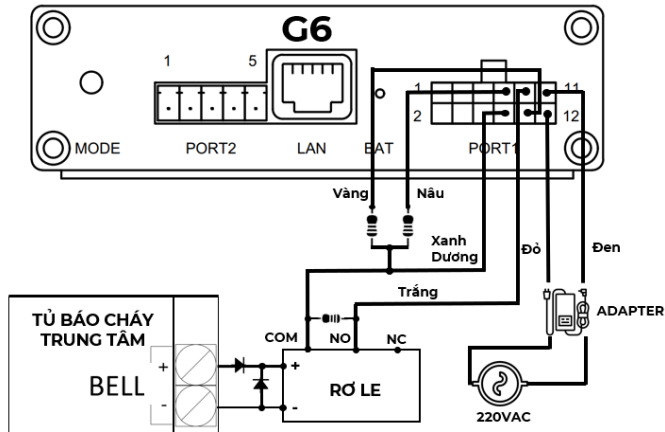 G6
1 5
1 11
2 12
MODE PORT2 LAN BAT PORT1
Vàng Nâu
Xanh
Dương
Đỏ Đen
Trắng
ADAPTER
TỦ BÁO CHÁY
TRUNG TÂM
COM NO NC
+ +
BELL RƠ LE
- -
220VAC